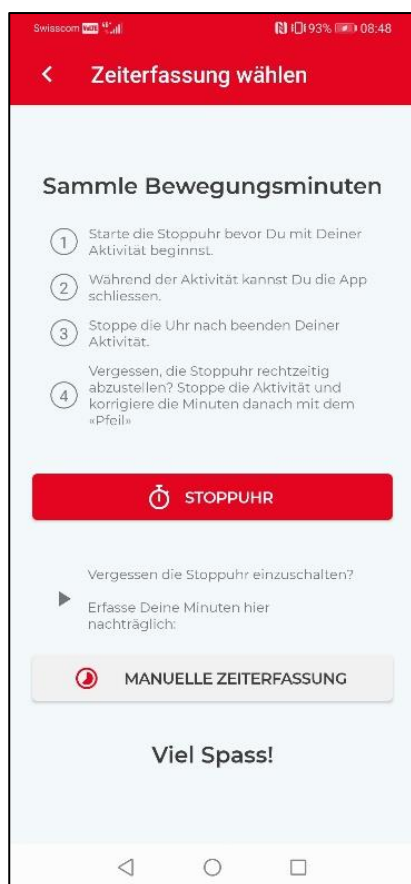 Swisscom VoLTE 93% 08:48
Zeiterfassung wählen
Sammle Bewegungsminuten
1 Starte die Stoppuhr bevor Du mit Deiner
Aktivität beginnst.
2 Während der Aktivität kannst Du die App
schliessen.
3 Stoppe die Uhr nach beenden Deiner
Aktivität.
Vergessen, die Stoppuhr rechtzeitig
4 abzustellen? Stoppe die Aktivität und
korrigiere die Minuten danach mit dem
«Pfeil»
STOPPUHR
Vergessen die Stoppuhr einzuschalten?
Erfasse Deine Minuten hier
nachträglich:
MANUELLE ZEITERFASSUNG
Viel Spass!